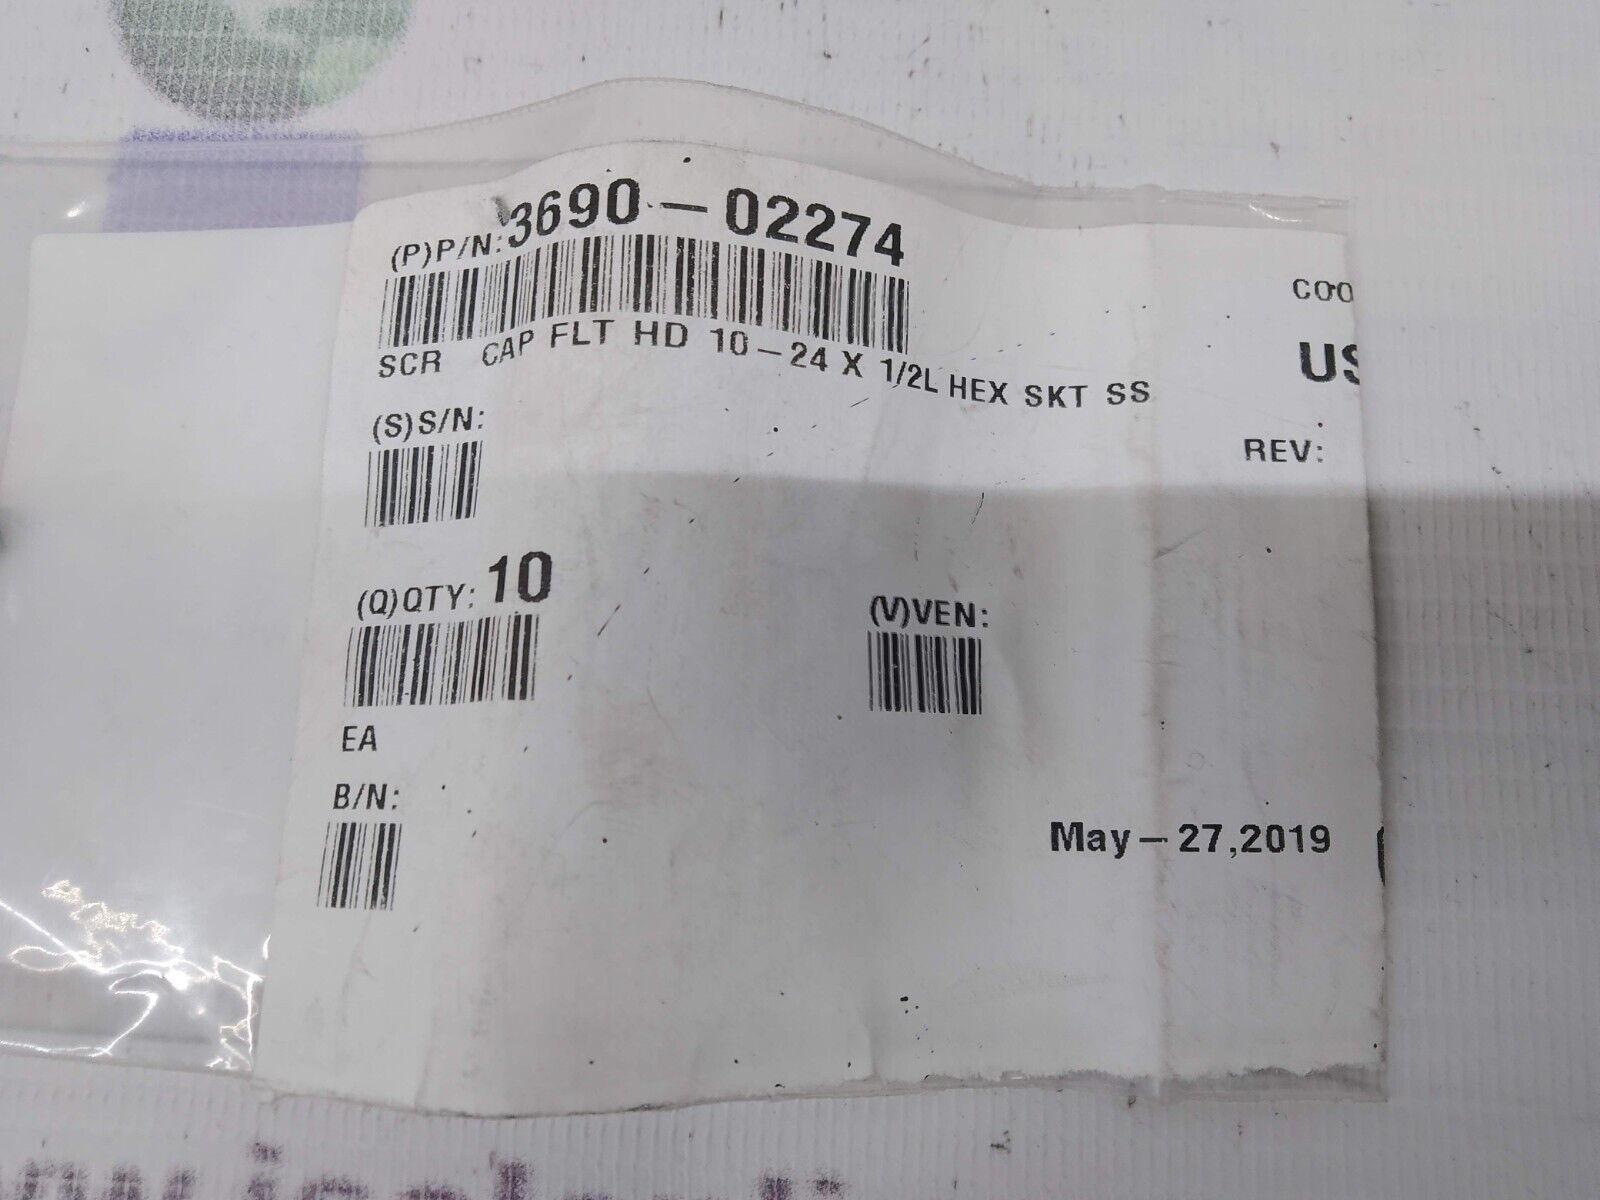 (P)P/N:3690-02274
SCR CAP FLT HD 10-24 X 1/2L HEX SKT SS
COO
US
(S)S/N:
REV:
(Q)QTY: 10
(V)VEN:
EA
B/N:
May-27,2019